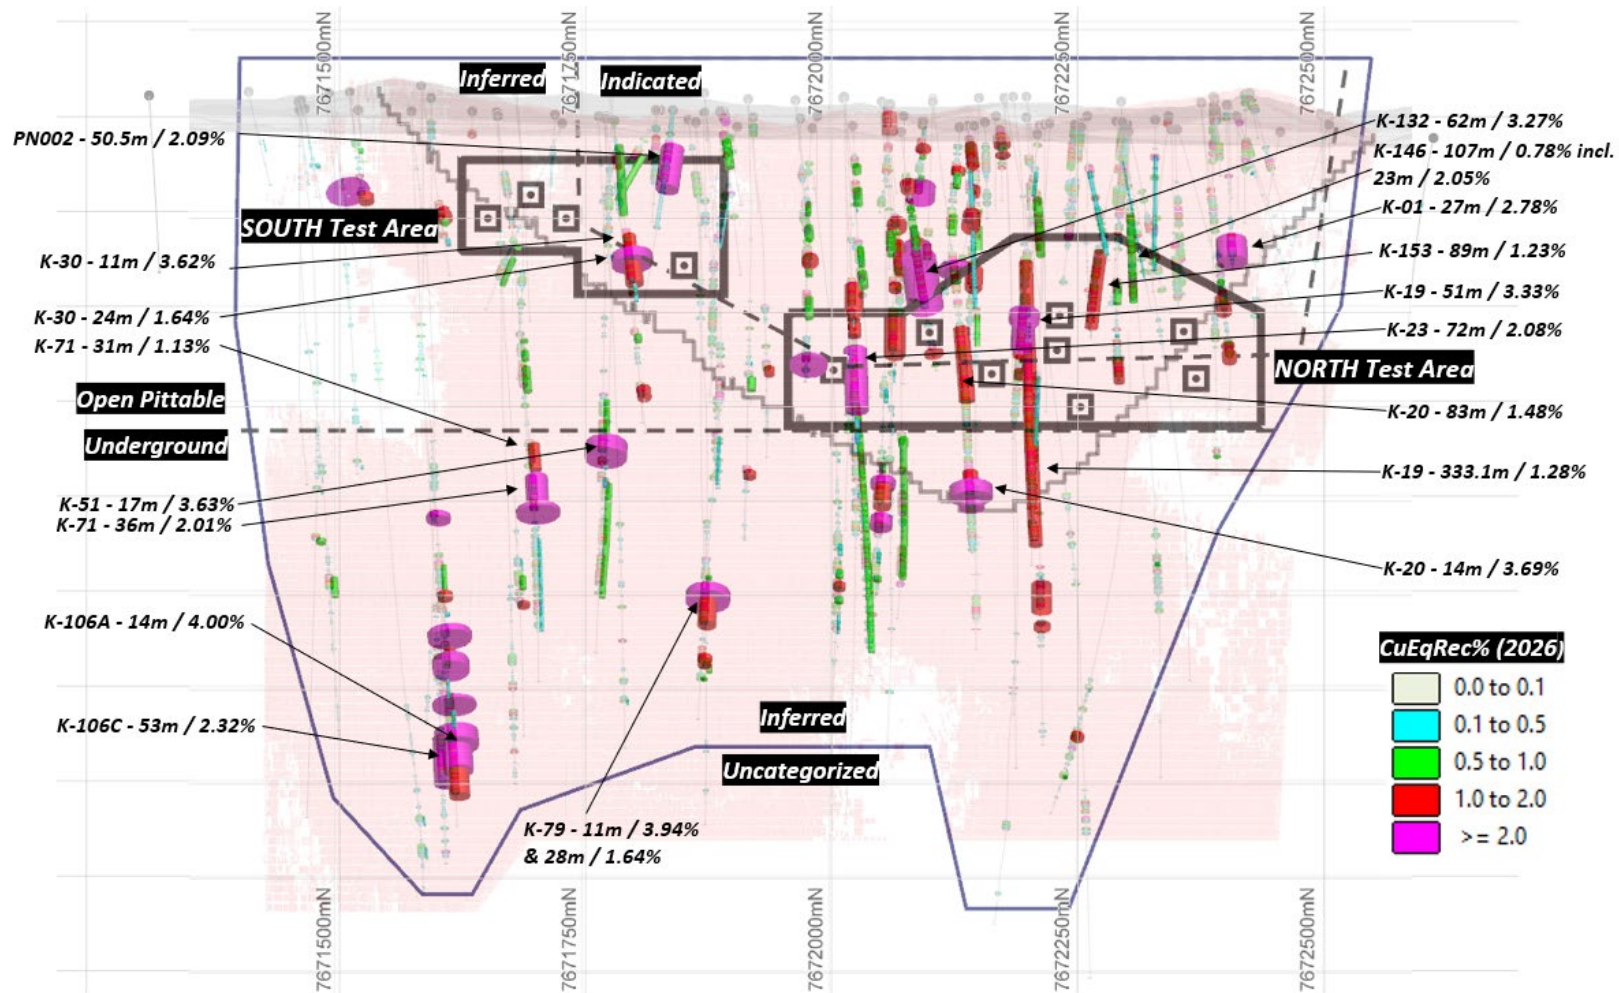 7671500mN
7671750mN
7672000mN
7672250mN
7672500mN
Inferred
Indicated
PN002 - 50.5m / 2.09%
SOUTH Test Area
K-30 - 11m / 3.62%
K-30 - 24m / 1.64%
K-71 - 31m / 1.13%
Open Pittable
Underground
K-51 - 17m / 3.63%
K-71 - 36m / 2.01%
K-106A - 14m / 4.00%
K-106C - 53m / 2.32%
K-79 - 11m / 3.94%
& 28m / 1.64%
Inferred
Uncategorized
K-132 - 62m / 3.27%
K-146 - 107m / 0.78% incl.
23m / 2.05%
K-01 - 27m / 2.78%
K-153 - 89m / 1.23%
K-19 - 51m / 3.33%
K-23 - 72m / 2.08%
NORTH Test Area
K-20 - 83m / 1.48%
K-19 - 333.1m / 1.28%
K-20 - 14m / 3.69%
CuEqRec% (2026)
0.0 to 0.1
0.1 to 0.5
0.5 to 1.0
1.0 to 2.0
>= 2.0
7671500mN
7671750mN
7672000mN
7672250mN
7672500mN